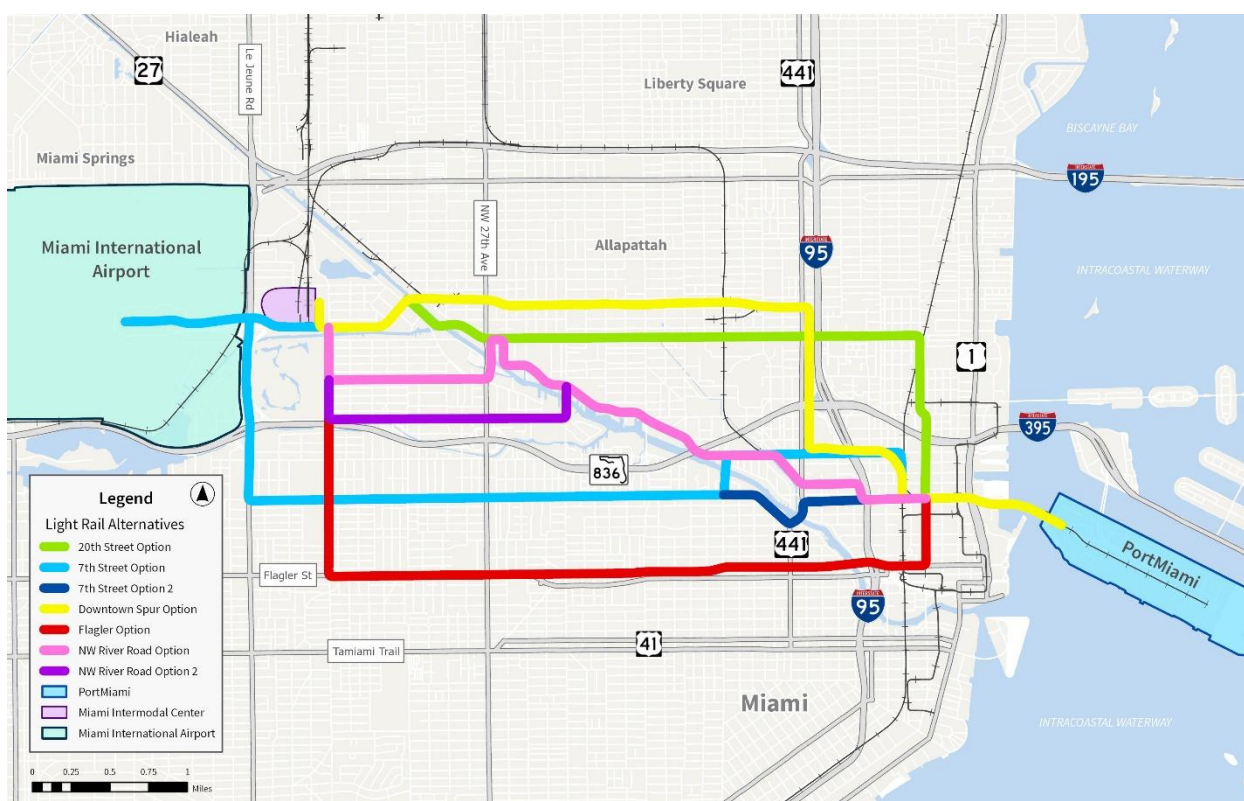 Hialeah
27
Le Jeune Rd
441
Liberty Square
BISCAYNE BAY
Miami Springs
INTERSTATE
195
NW 27th Ave
Miami International
Airport
Allapattah
INTERSTATE
95
INTRACOASTAL WATERWAY
1
INTERSTATE
395
836
Legend
Light Rail Alternatives
20th Street Option
7th Street Option
7th Street Option 2
Downtown Spur Option
Flagler Option
NW River Road Option
NW River Road Option 2
PortMiami
Miami Intermodal Center
Miami International Airport
0 0.25 0.5 0.75 1
Miles
441
PortMiami
Flagler St
INTERSTATE
95
41
Tamiami Trail
Miami
INTRACOASTAL WATERWAY